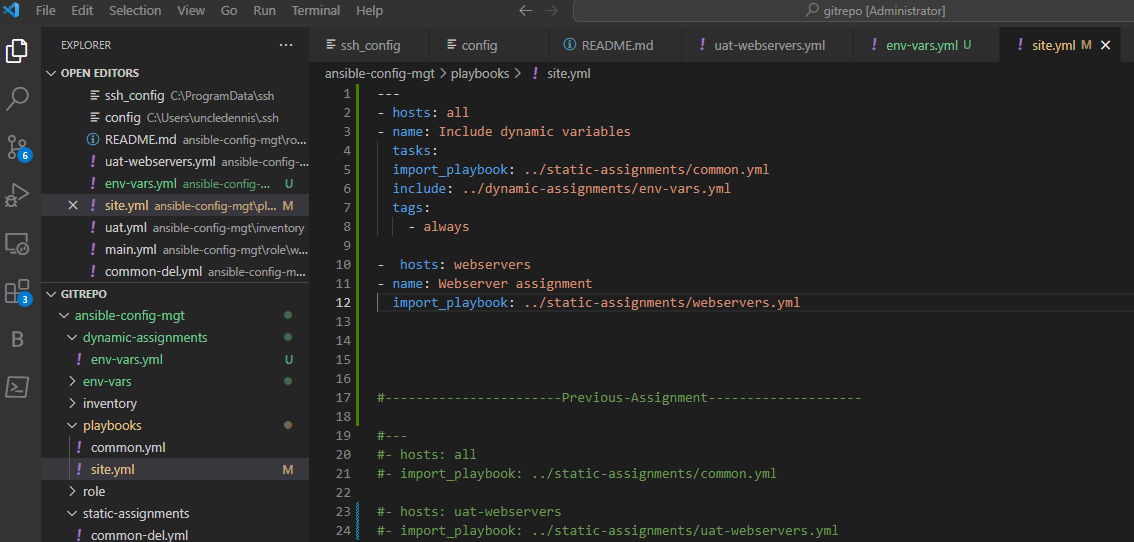 File Edit Selection View Go Run Terminal Help
gitrepo [Administrator]
EXPLORER
ssh_config
config
README.md
uat-webservers.yml
env-vars.yml U
site.yml M
OPEN EDITORS
ssh_config C:\ProgramData\ssh
config C:\Users\uncledennis\.ssh
README.md ansible-config-mgt\ro...
uat-webservers.yml ansible-config-...
env-vars.yml ansible-config-... U
site.yml ansible-config-mgt\pl... M
uat.yml ansible-config-mgt\inventory
main.yml ansible-config-mgt\role\w...
common-del.yml ansible-config-m...
GITREPO
ansible-config-mgt
dynamic-assignments
env-vars.yml U
env-vars
inventory
playbooks
common.yml
site.yml M
role
static-assignments
common-del.yml
6
3
B
ansible-config-mgt > playbooks > ! site.yml
1 ---
2 - hosts: all
3 - name: Include dynamic variables
4 tasks:
5 import_playbook: ../static-assignments/common.yml
6 include: ../dynamic-assignments/env-vars.yml
7 tags:
8 - always
9
10 -  hosts: webservers
11 - name: Webserver assignment
12 import_playbook: ../static-assignments/webservers.yml
13
14
15
16
17 #-----------------------Previous-Assignment--------------------
18
19 #---
20 #- hosts: all
21 #- import_playbook: ../static-assignments/common.yml
22
23 #- hosts: uat-webservers
24 #- import_playbook: ../static-assignments/uat-webservers.yml